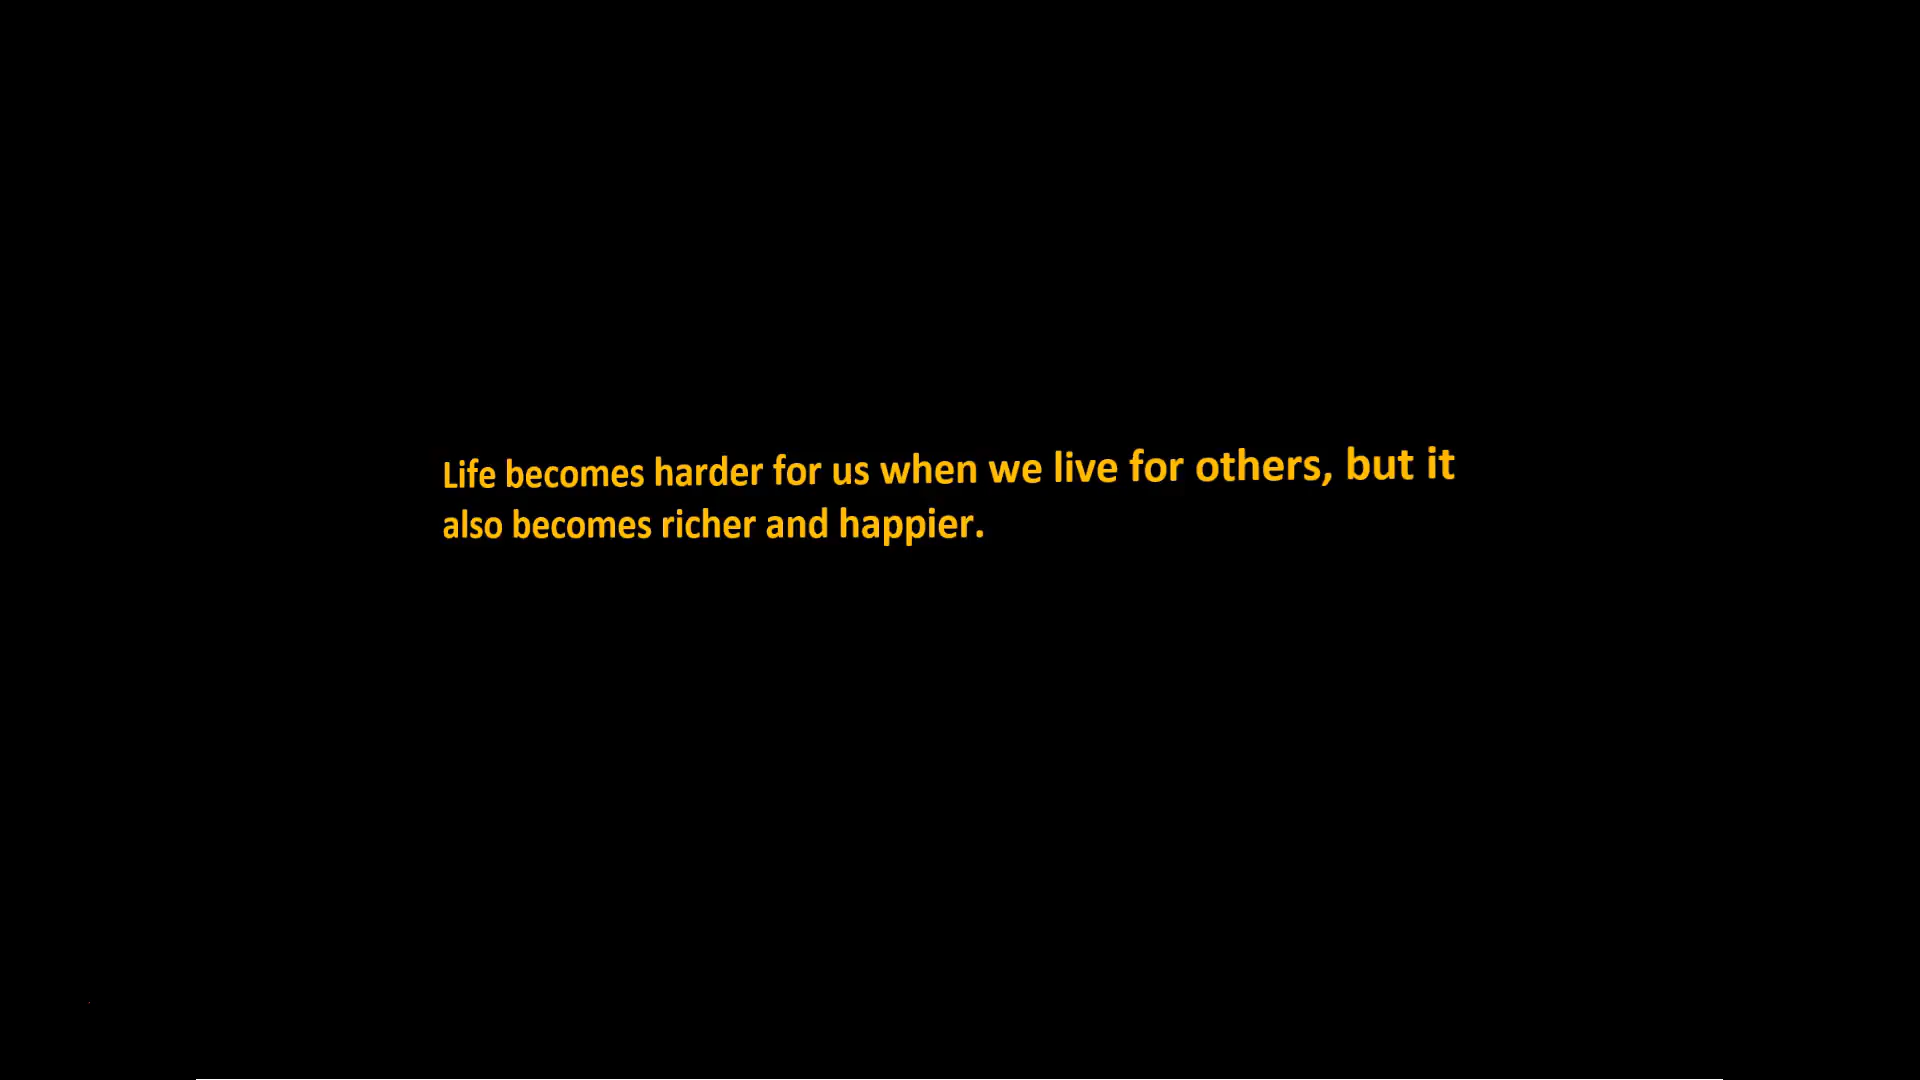 Life becomes harder for us when we live for others, but it
also becomes richer and happier.